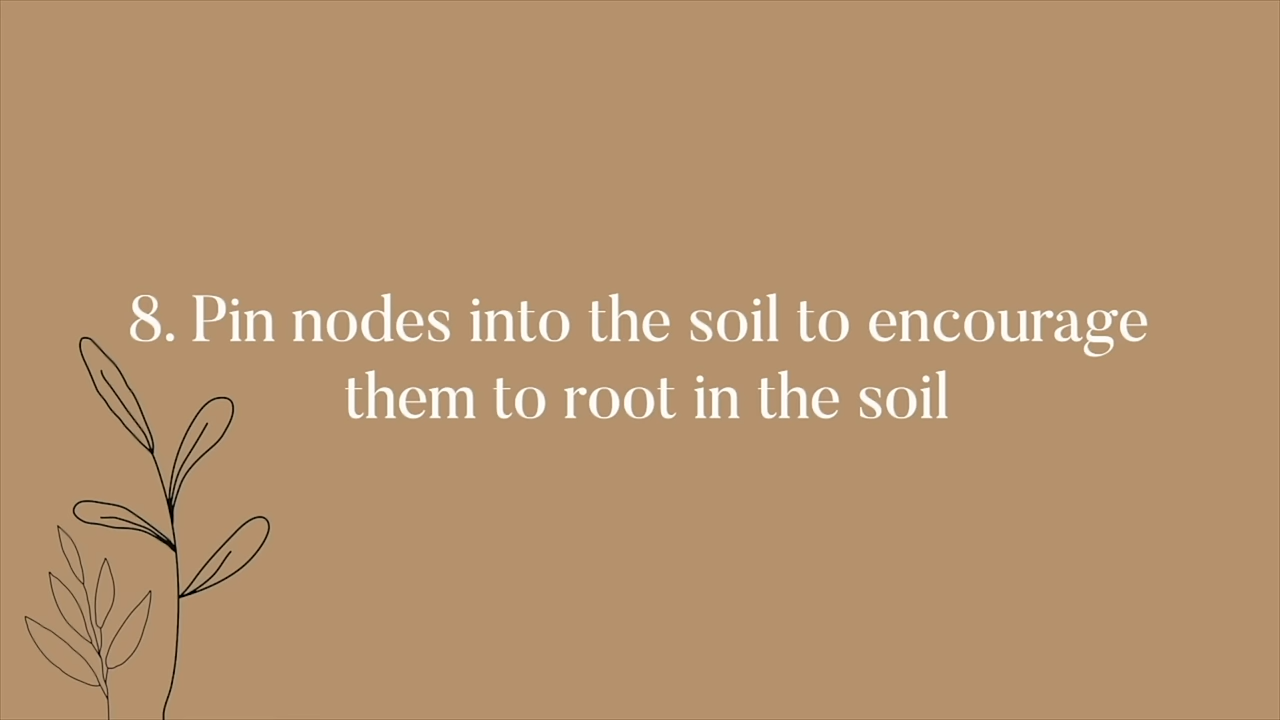 8. Pin nodes into the soil to encourage
them to root in the soil